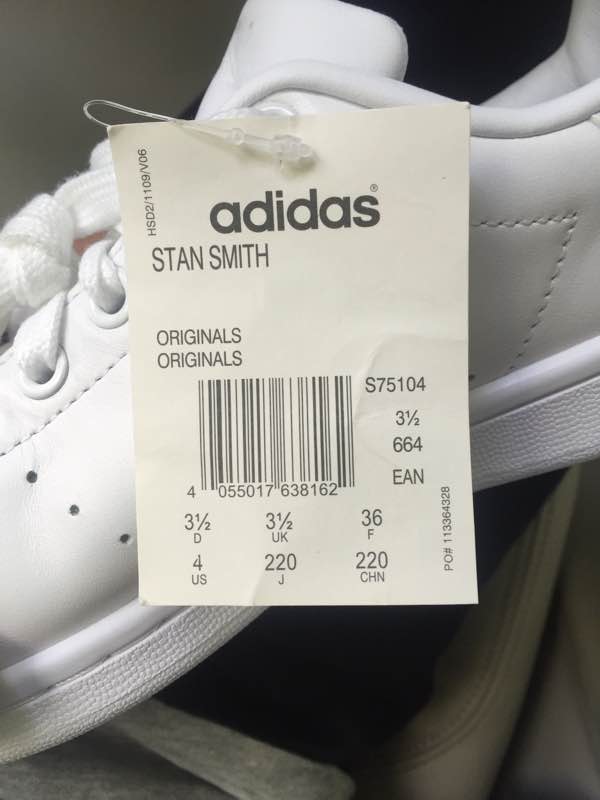 HSD2/1109/V06
adidas®
STAN SMITH
ORIGINALS
ORIGINALS
S75104
3½
664
EAN
4 055017 638162
3½ 3½ 36
D UK F
4 220 220
US J CHN
PO# 113364328